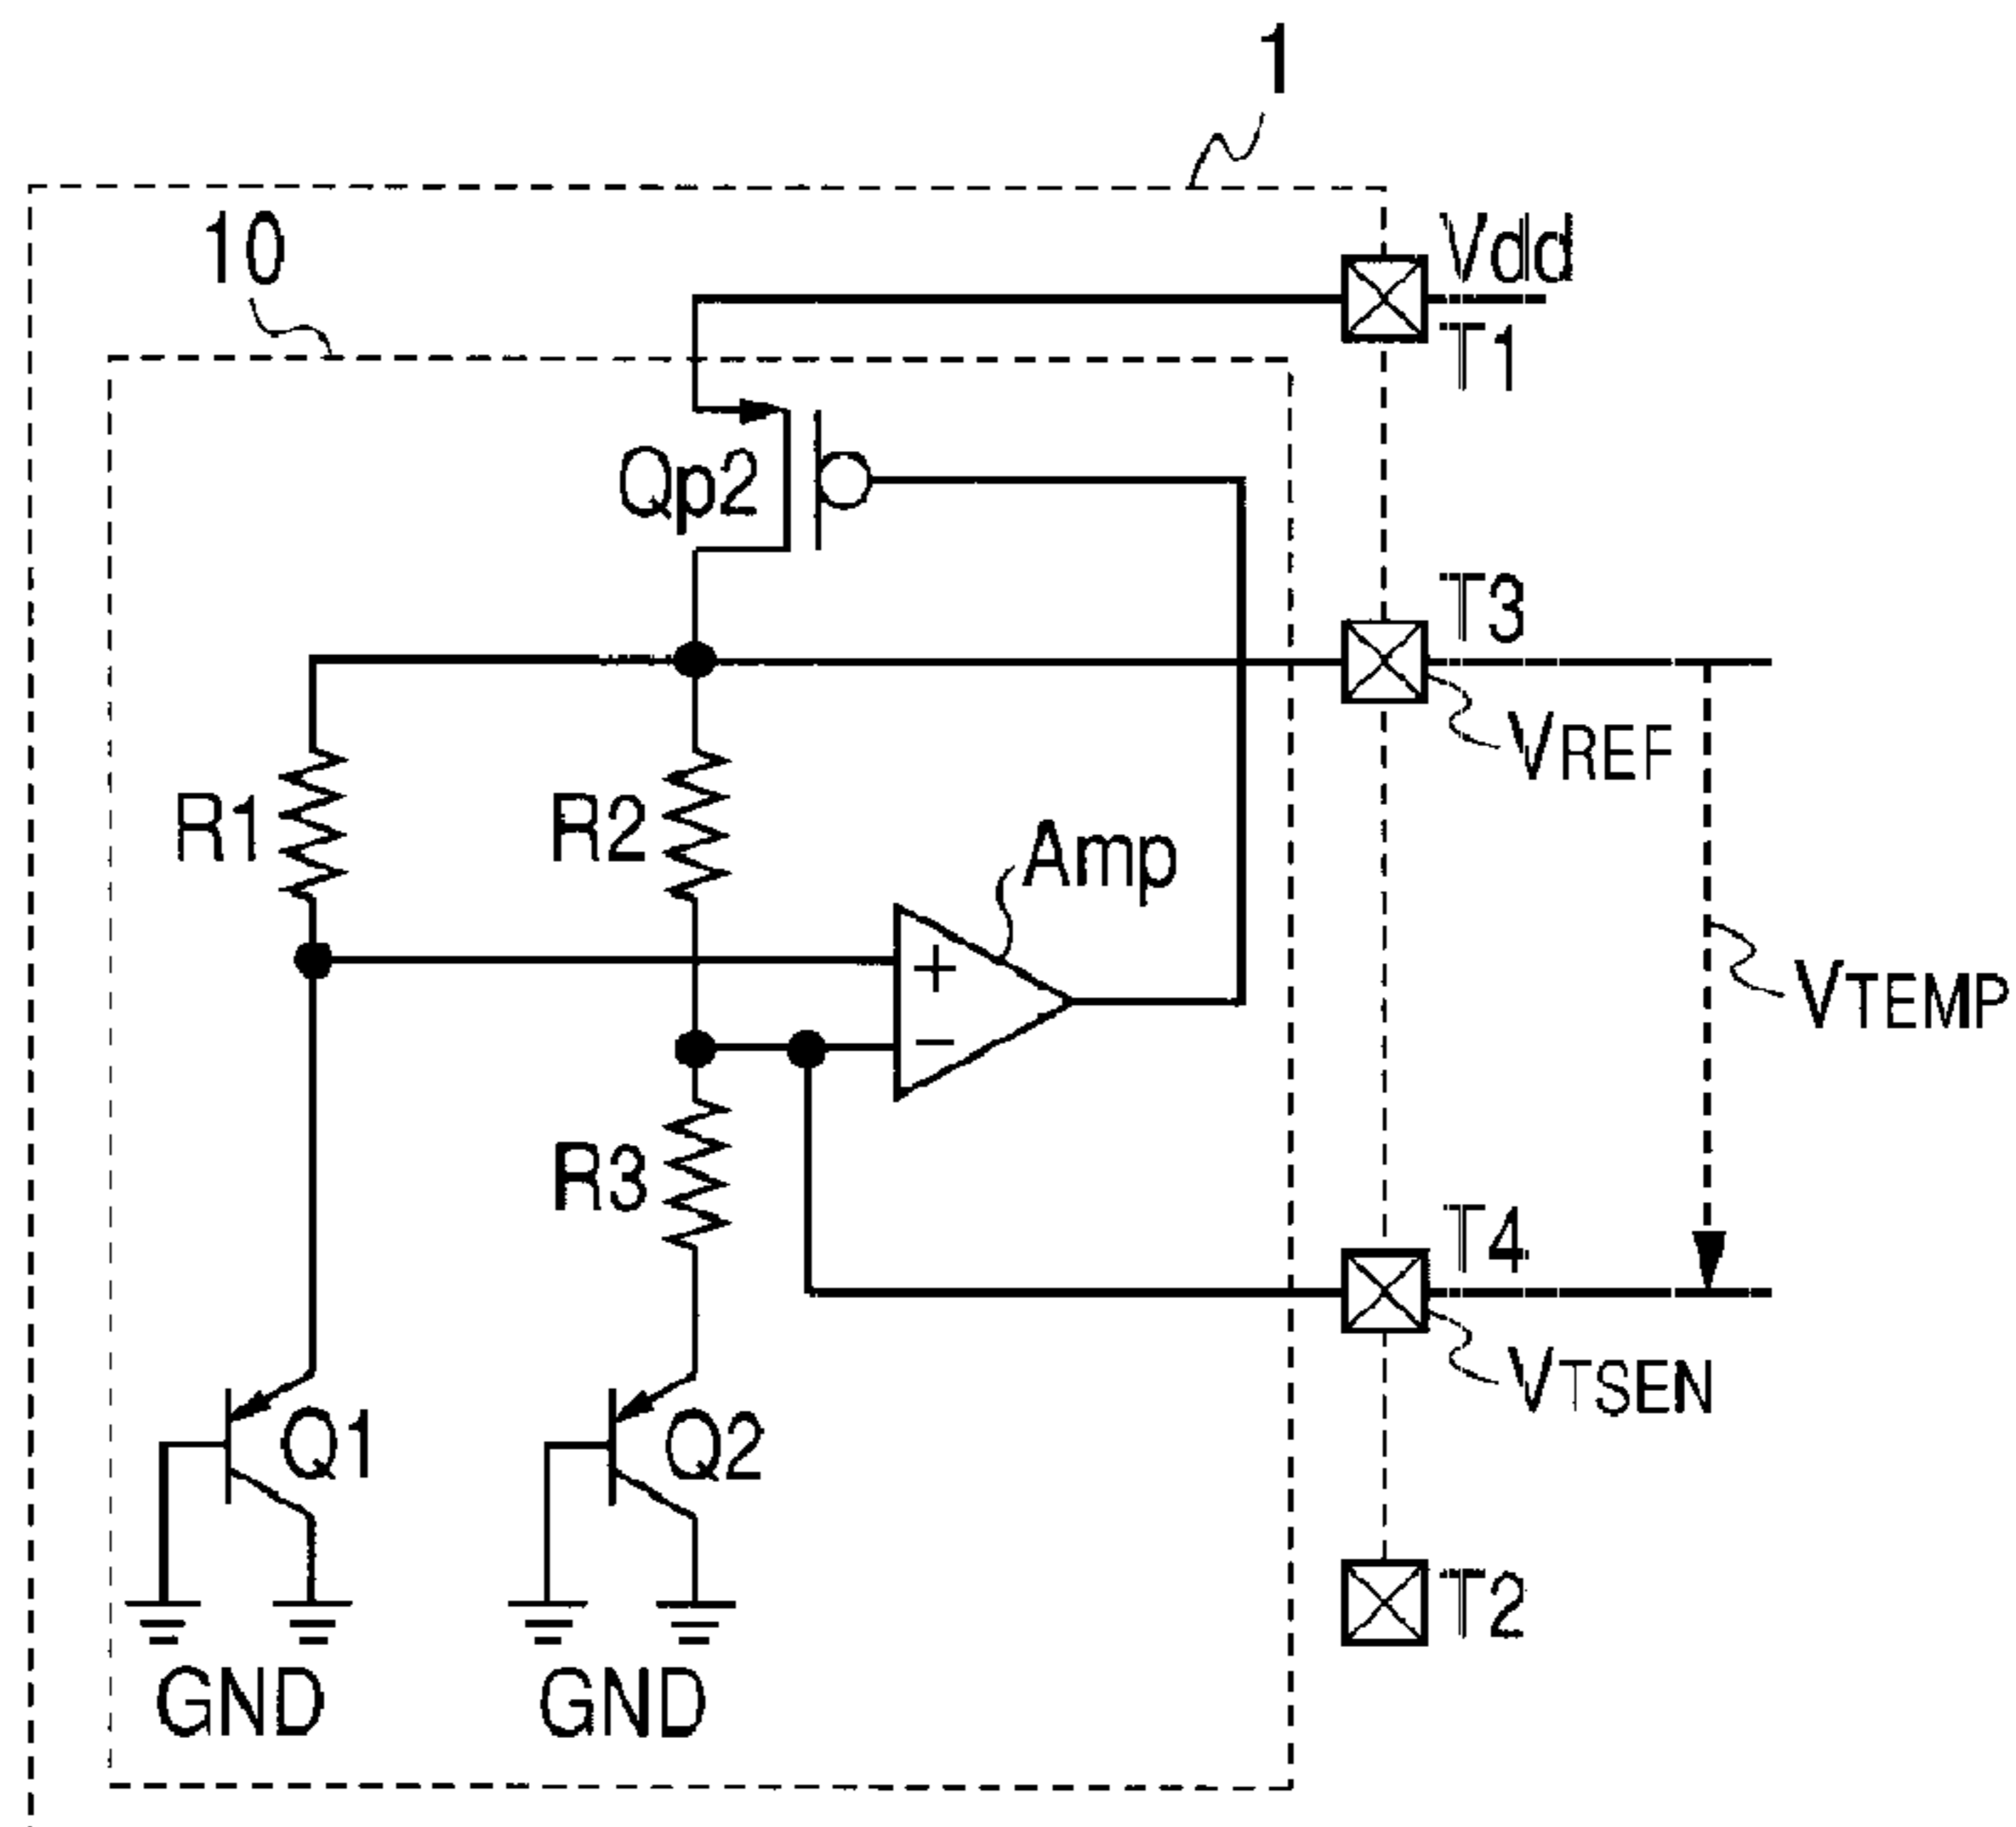 1
10
Vdd
T1
Qp2
T3
VREF
R1
R2
Amp
+
−
VTEMP
R3
T4
VTSEN
Q1
Q2
T2
GND
GND